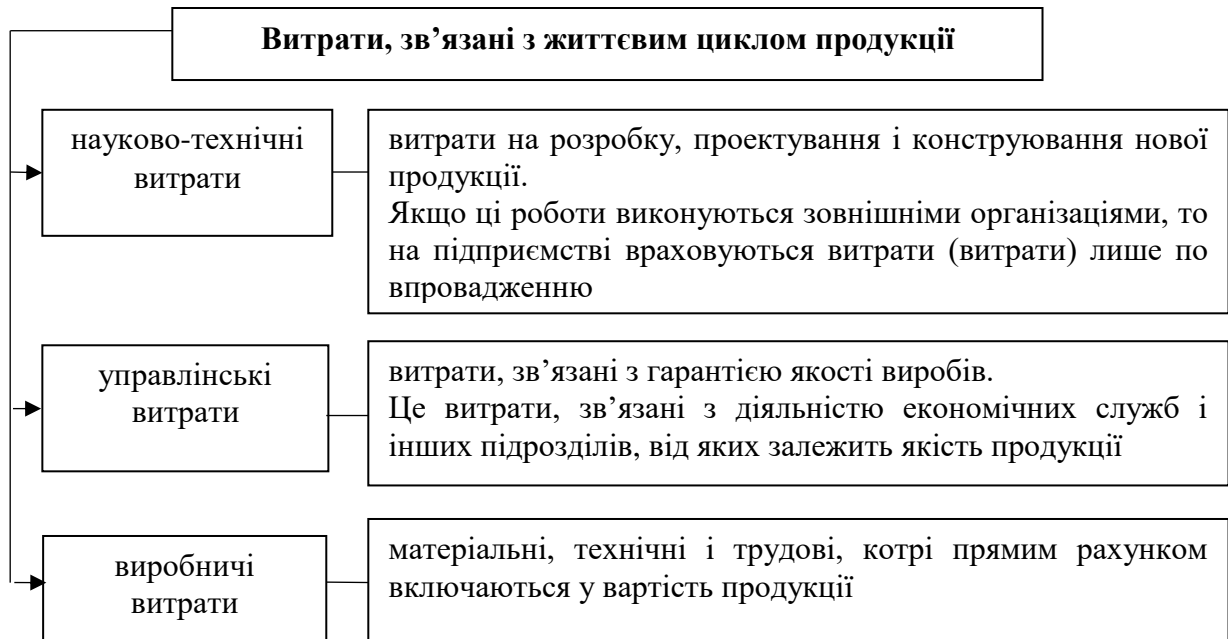 Витрати, зв’язані з життєвим циклом продукції
науково-технічні
витрати
витрати на розробку, проектування і конструювання нової
продукції.
Якщо ці роботи виконуються зовнішніми організаціями, то
на підприємстві враховуються витрати (витрати) лише по
впровадженню
управлінські
витрати
витрати, зв’язані з гарантією якості виробів.
Це витрати, зв’язані з діяльністю економічних служб і
інших підрозділів, від яких залежить якість продукції
виробничі
витрати
матеріальні, технічні і трудові, котрі прямим рахунком
включаються у вартість продукції